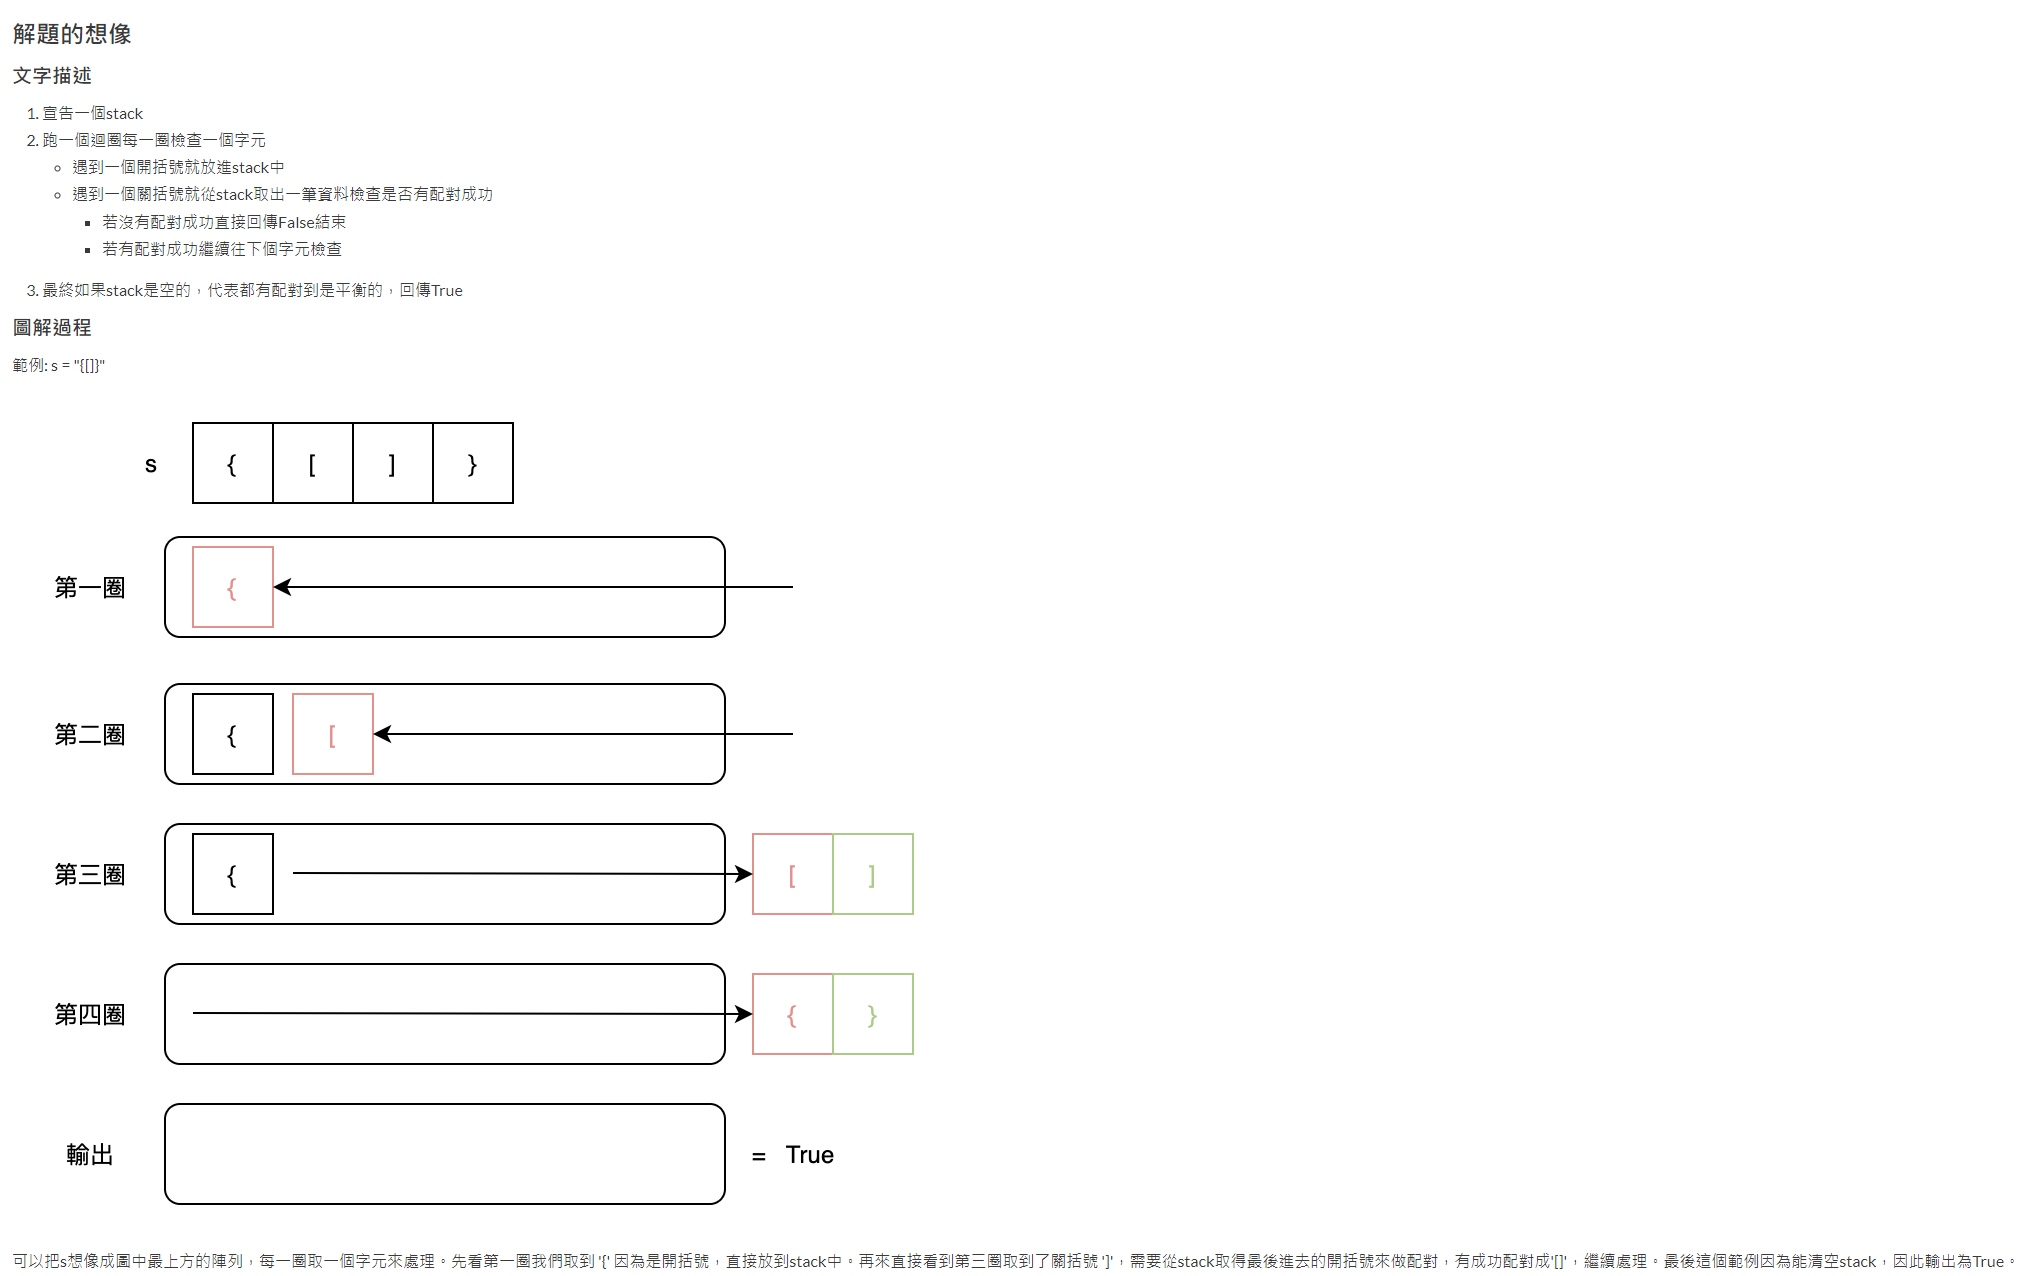 解題的想像
文字描述
1. 宣告一個stack
2. 跑一個迴圈每一圈檢查一個字元
遇到一個開括號就放進stack中
遇到一個關括號就從stack取出一筆資料檢查是否有配對成功
若沒有配對成功直接回傳False結束
若有配對成功繼續往下個字元檢查
3. 最終如果stack是空的，代表都有配對到是平衡的，回傳True
圖解過程
範例: s = "{[]}"
s { [ ] }
第一圈 {
第二圈 { [
第三圈 { [ ]
第四圈 { }
輸出 = True
可以把s想像成圖中最上方的陣列，每一圈取一個字元來處理。先看第一圈我們取到 '{' 因為是開括號，直接放到stack中。再來直接看到第三圈取到了關括號 ']'，需要從stack取得最後進去的開括號來做配對，有成功配對成'[]'，繼續處理。最後這個範例因為能清空stack，因此輸出為True。